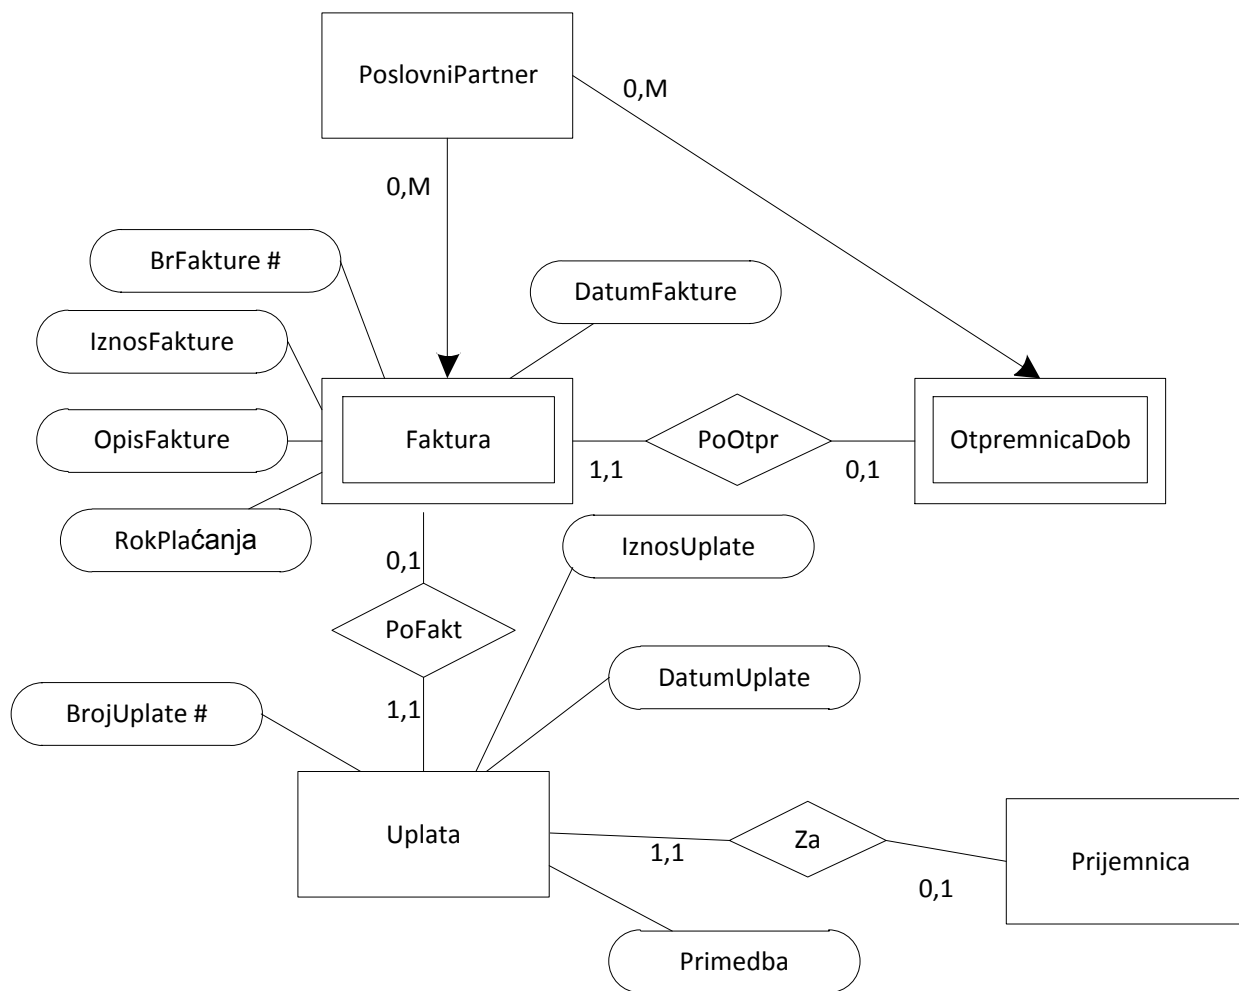 PoslovniPartner
0,M
0,M
BrFakture #
DatumFakture
IznosFakture
OpisFakture
Faktura
PoOtpr
OtpremnicaDob
1,1
0,1
RokPlaćanja
IznosUplate
0,1
PoFakt
DatumUplate
BrojUplate #
1,1
Uplata
Za
1,1
Prijemnica
0,1
Primedba